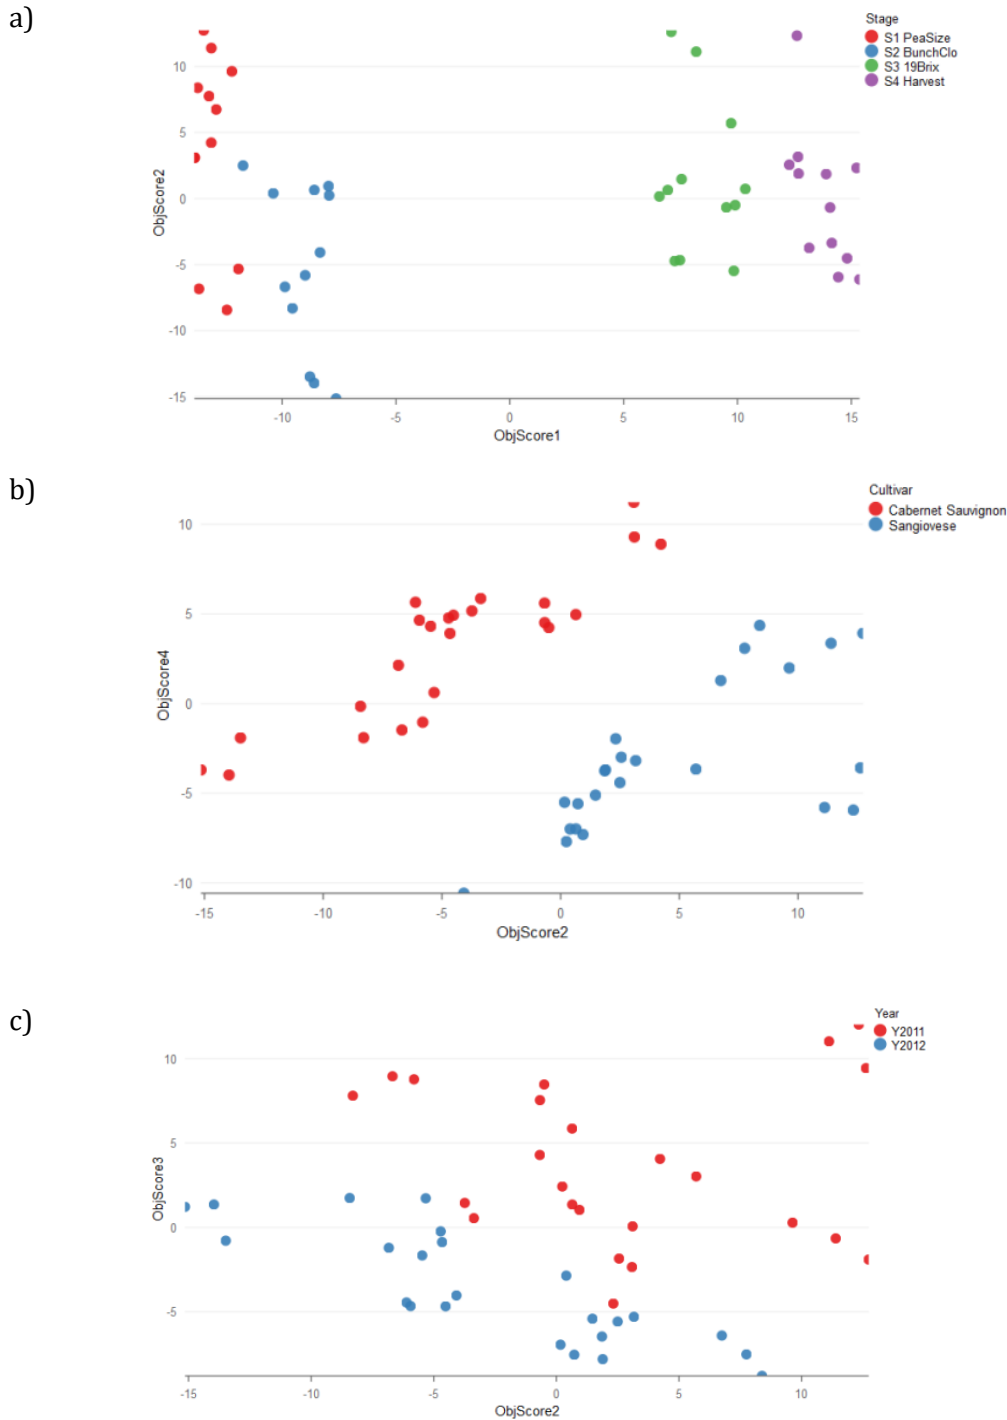 a)
Stage
S1 PeaSize
S2 BunchClo
S3 19Brix
S4 Harvest
10
5
0
-5
-10
-15
ObjScore2
-10 -5 0 5 10 15
ObjScore1
b)
Cultivar
Cabernet Sauvignon
Sangiovese
10
5
0
-5
-10
ObjScore4
-15 -10 -5 0 5 10
ObjScore2
c)
Year
Y2011
Y2012
10
5
0
-5
ObjScore3
-15 -10 -5 0 5 10
ObjScore2